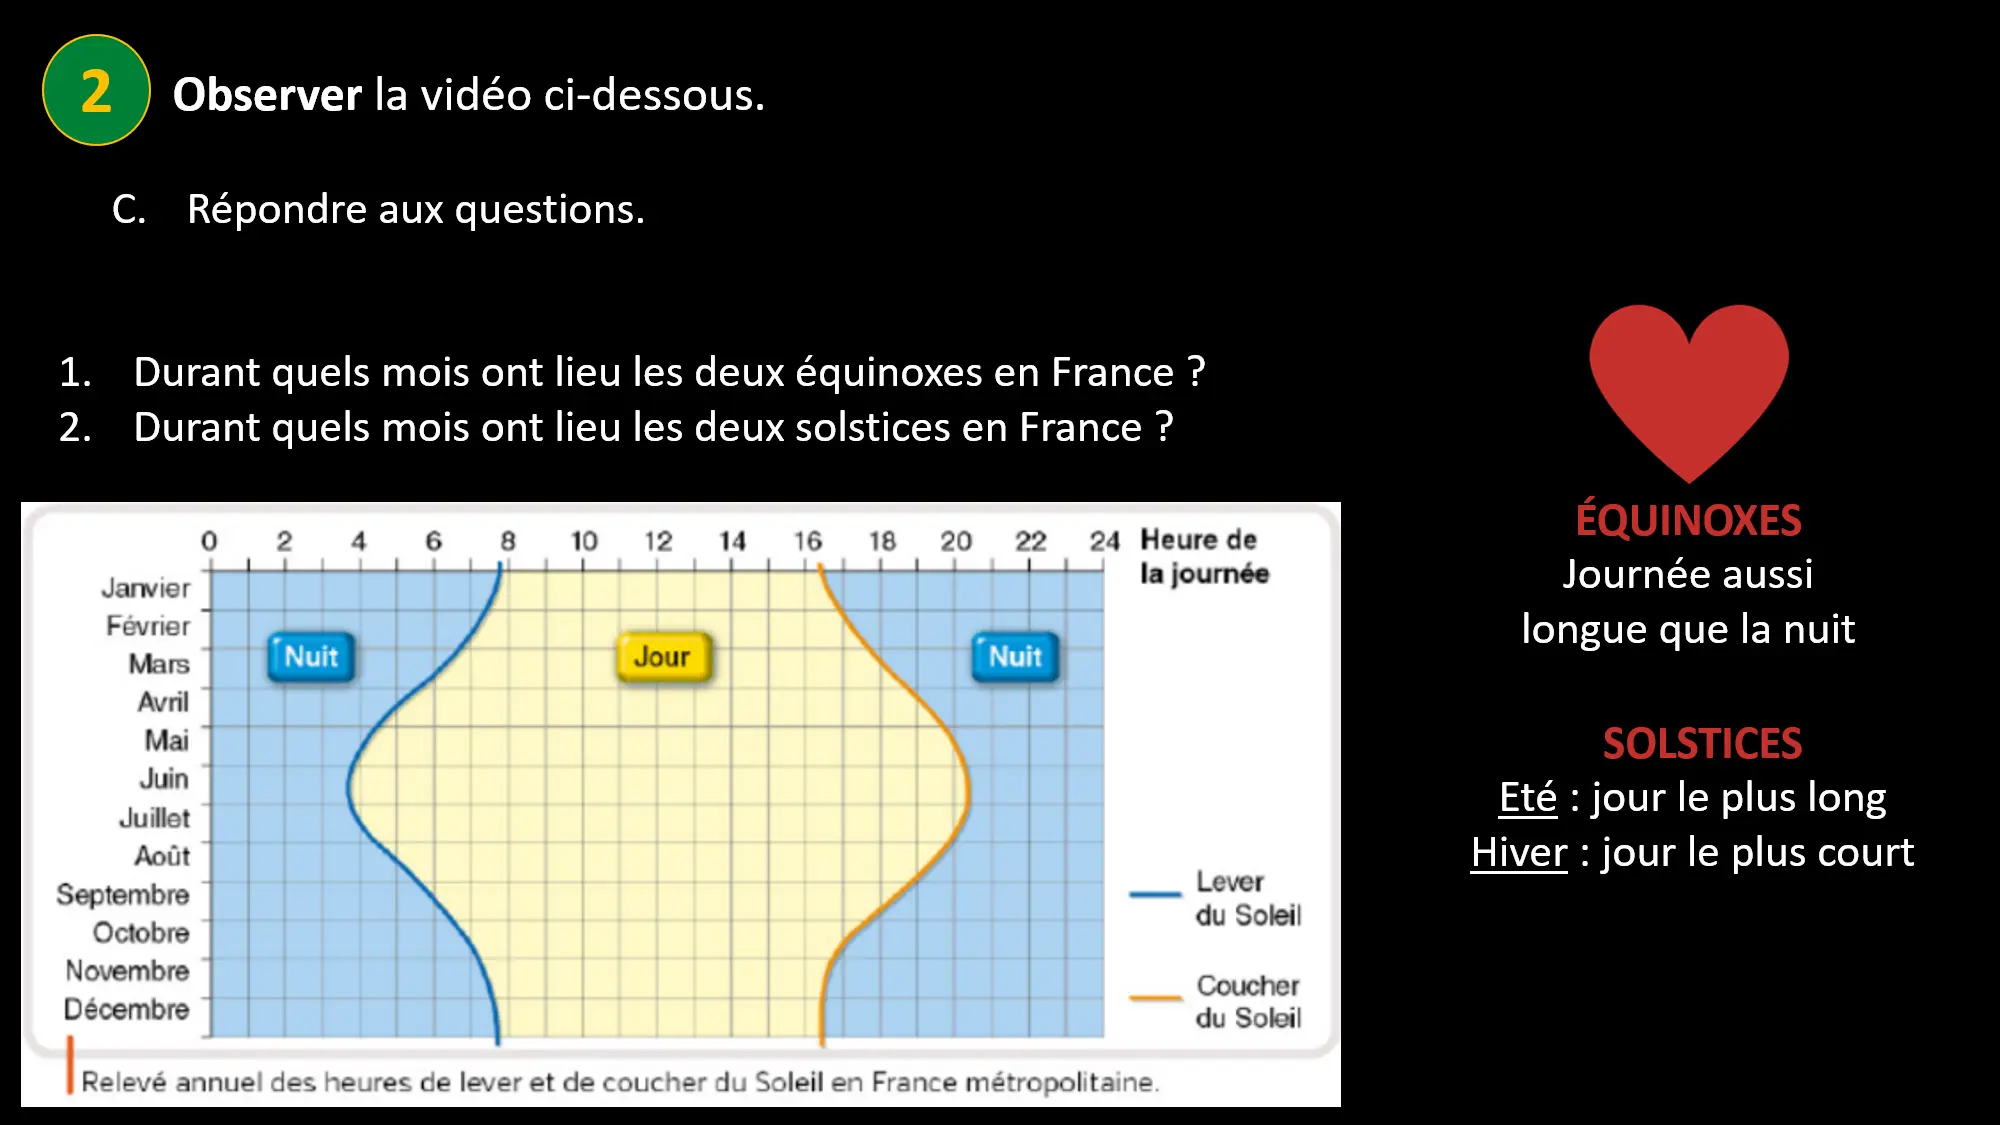 2
Observer la vidéo ci-dessous.
C. Répondre aux questions.
1. Durant quels mois ont lieu les deux équinoxes en France ?
2. Durant quels mois ont lieu les deux solstices en France ?
ÉQUINOXES
Journée aussi
longue que la nuit
SOLSTICES
Eté : jour le plus long
Hiver : jour le plus court
0 2 4 6 8 10 12 14 16 18 20 22 24 Heure de
la journée
Janvier
Février
Mars
Avril
Mai
Juin
Juillet
Août
Septembre
Octobre
Novembre
Décembre
Nuit
Jour
Nuit
Lever
du Soleil
Coucher
du Soleil
Relevé annuel des heures de lever et de coucher du Soleil en France métropolitaine.